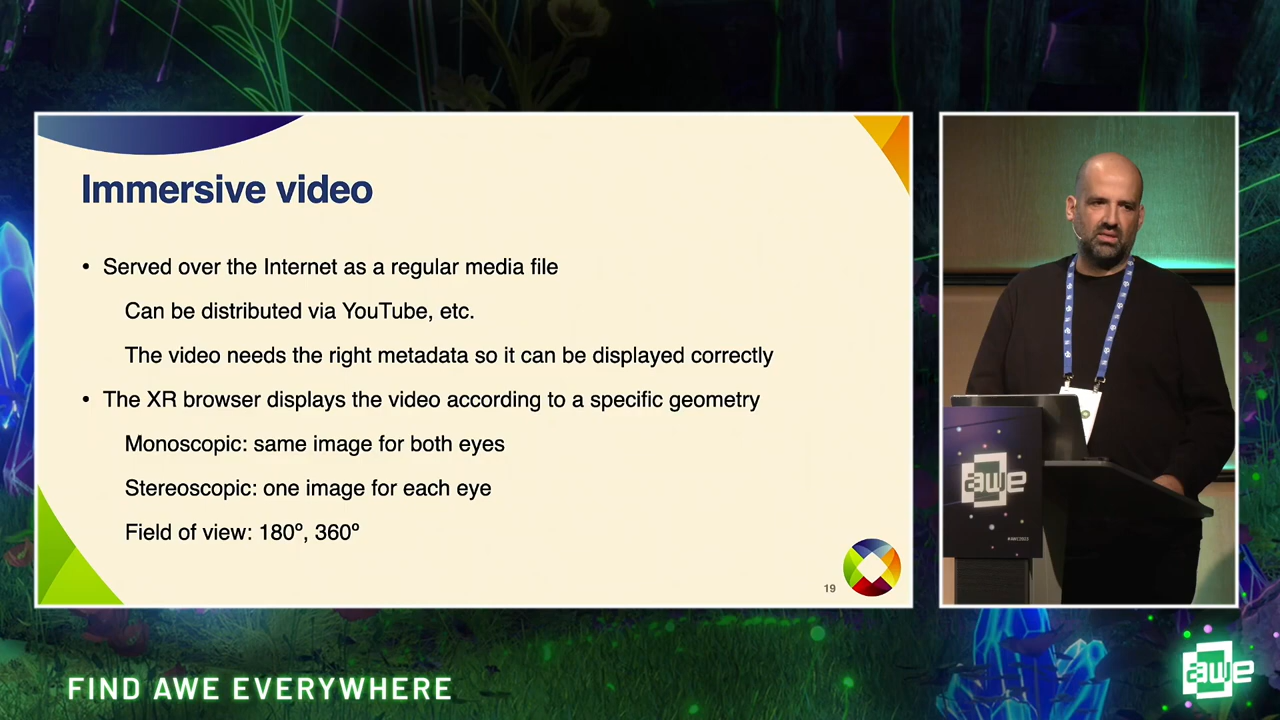 Immersive video
• Served over the Internet as a regular media file
Can be distributed via YouTube, etc.
The video needs the right metadata so it can be displayed correctly
• The XR browser displays the video according to a specific geometry
Monoscopic: same image for both eyes
Stereoscopic: one image for each eye
Field of view: 180º, 360º
19
awe
#AWE2023
FIND AWE EVERYWHERE
awe